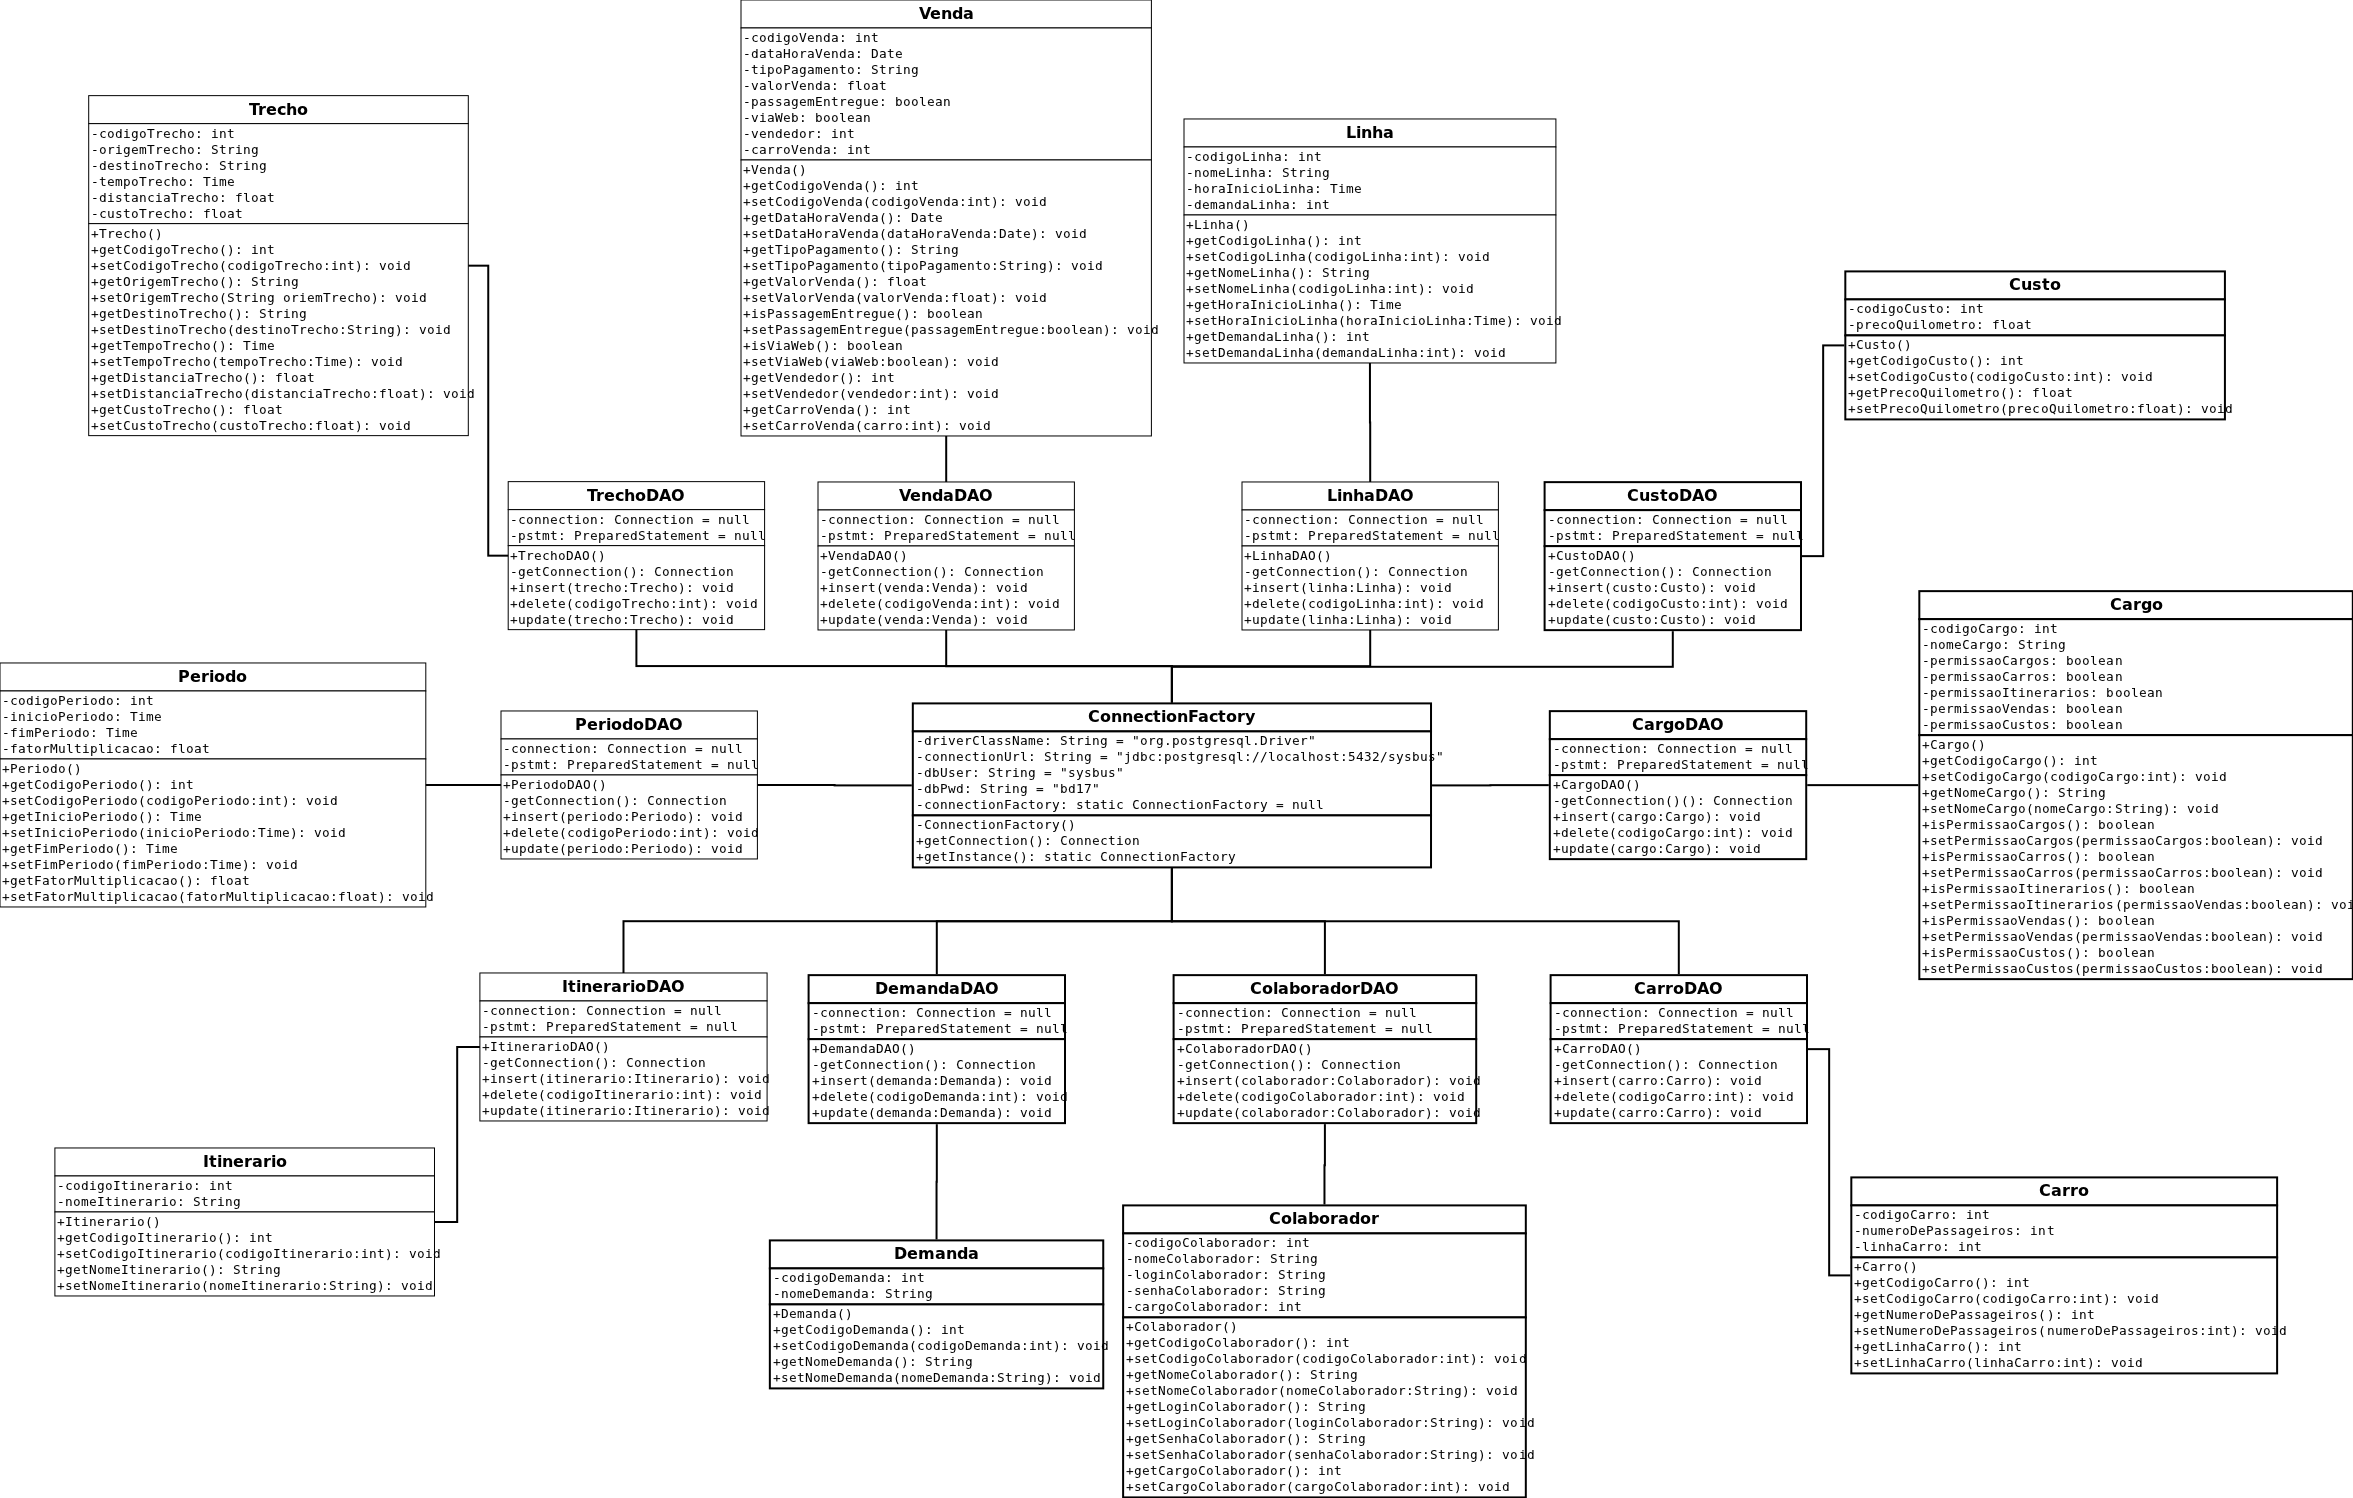 Venda
-codigoVenda: int
-dataHoraVenda: Date
-tipoPagamento: String
-valorVenda: float
-passagemEntregue: boolean
-viaWeb: boolean
-vendedor: int
-carroVenda: int
+Venda()
+getCodigoVenda(): int
+setCodigoVenda(codigoVenda:int): void
+getDataHoraVenda(): Date
+setDataHoraVenda(dataHoraVenda:Date): void
+getTipoPagamento(): String
+setTipoPagamento(tipoPagamento:String): void
+getValorVenda(): float
+setValorVenda(valorVenda:float): void
+isPassagemEntregue(): boolean
+setPassagemEntregue(passagemEntregue:boolean): void
+isViaWeb(): boolean
+setViaWeb(viaWeb:boolean): void
+getVendedor(): int
+setVendedor(vendedor:int): void
+getCarroVenda(): int
+setCarroVenda(carro:int): void
Trecho
-codigoTrecho: int
-origemTrecho: String
-destinoTrecho: String
-tempoTrecho: Time
-distanciaTrecho: float
-custoTrecho: float
+Trecho()
+getCodigoTrecho(): int
+setCodigoTrecho(codigoTrecho:int): void
+getOrigemTrecho(): String
+setOrigemTrecho(String oriemTrecho): void
+getDestinoTrecho(): String
+setDestinoTrecho(destinoTrecho:String): void
+getTempoTrecho(): Time
+setTempoTrecho(tempoTrecho:Time): void
+getDistanciaTrecho(): float
+setDistanciaTrecho(distanciaTrecho:float): void
+getCustoTrecho(): float
+setCustoTrecho(custoTrecho:float): void
Linha
-codigoLinha: int
-nomeLinha: String
-horaInicioLinha: Time
-demandaLinha: int
+Linha()
+getCodigoLinha(): int
+setCodigoLinha(codigoLinha:int): void
+getNomeLinha(): String
+setNomeLinha(codigoLinha:int): void
+getHoraInicioLinha(): Time
+setHoraInicioLinha(horaInicioLinha:Time): void
+getDemandaLinha(): int
+setDemandaLinha(demandaLinha:int): void
Custo
-codigoCusto: int
-precoQuilometro: float
+Custo()
+getCodigoCusto(): int
+setCodigoCusto(codigoCusto:int): void
+getPrecoQuilometro(): float
+setPrecoQuilometro(precoQuilometro:float): void
TrechoDAO
-connection: Connection = null
-pstmt: PreparedStatement = null
+TrechoDAO()
-getConnection(): Connection
+insert(trecho:Trecho): void
+delete(codigoTrecho:int): void
+update(trecho:Trecho): void
VendaDAO
-connection: Connection = null
-pstmt: PreparedStatement = null
+VendaDAO()
-getConnection(): Connection
+insert(venda:Venda): void
+delete(codigoVenda:int): void
+update(venda:Venda): void
LinhaDAO
-connection: Connection = null
-pstmt: PreparedStatement = null
+LinhaDAO()
-getConnection(): Connection
+insert(linha:Linha): void
+delete(codigoLinha:int): void
+update(linha:Linha): void
CustoDAO
-connection: Connection = null
-pstmt: PreparedStatement = null
+CustoDAO()
-getConnection(): Connection
+insert(custo:Custo): void
+delete(codigoCusto:int): void
+update(custo:Custo): void
Cargo
-codigoCargo: int
-nomeCargo: String
-permissaoCargos: boolean
-permissaoCarros: boolean
-permissaoItinerarios: boolean
-permissaoVendas: boolean
-permissaoCustos: boolean
+Cargo()
+getCodigoCargo(): int
+setCodigoCargo(codigoCargo:int): void
+getNomeCargo(): String
+setNomeCargo(nomeCargo:String): void
+isPermissaoCargos(): boolean
+setPermissaoCargos(permissaoCargos:boolean): void
+isPermissaoCarros(): boolean
+setPermissaoCarros(permissaoCarros:boolean): void
+isPermissaoItinerarios(): boolean
+setPermissaoItinerarios(permissaoVendas:boolean): voi
+isPermissaoVendas(): boolean
+setPermissaoVendas(permissaoVendas:boolean): void
+isPermissaoCustos(): boolean
+setPermissaoCustos(permissaoCustos:boolean): void
Periodo
-codigoPeriodo: int
-inicioPeriodo: Time
-fimPeriodo: Time
-fatorMultiplicacao: float
+Periodo()
+getCodigoPeriodo(): int
+setCodigoPeriodo(codigoPeriodo:int): void
+getInicioPeriodo(): Time
+setInicioPeriodo(inicioPeriodo:Time): void
+getFimPeriodo(): Time
+setFimPeriodo(fimPeriodo:Time): void
+getFatorMultiplicacao(): float
+setFatorMultiplicacao(fatorMultiplicacao:float): void
PeriodoDAO
-connection: Connection = null
-pstmt: PreparedStatement = null
+PeriodoDAO()
-getConnection(): Connection
+insert(periodo:Periodo): void
+delete(codigoPeriodo:int): void
+update(periodo:Periodo): void
ConnectionFactory
-driverClassName: String = "org.postgresql.Driver"
-connectionUrl: String = "jdbc:postgresql://localhost:5432/sysbus"
-dbUser: String = "sysbus"
-dbPwd: String = "bd17"
-connectionFactory: static ConnectionFactory = null
-ConnectionFactory()
+getConnection(): Connection
+getInstance(): static ConnectionFactory
CargoDAO
-connection: Connection = null
-pstmt: PreparedStatement = null
+CargoDAO()
-getConnection()(): Connection
+insert(cargo:Cargo): void
+delete(codigoCargo:int): void
+update(cargo:Cargo): void
ItinerarioDAO
-connection: Connection = null
-pstmt: PreparedStatement = null
+ItinerarioDAO()
-getConnection(): Connection
+insert(itinerario:Itinerario): void
+delete(codigoItinerario:int): void
+update(itinerario:Itinerario): void
DemandaDAO
-connection: Connection = null
-pstmt: PreparedStatement = null
+DemandaDAO()
-getConnection(): Connection
+insert(demanda:Demanda): void
+delete(codigoDemanda:int): void
+update(demanda:Demanda): void
ColaboradorDAO
-connection: Connection = null
-pstmt: PreparedStatement = null
+ColaboradorDAO()
-getConnection(): Connection
+insert(colaborador:Colaborador): void
+delete(codigoColaborador:int): void
+update(colaborador:Colaborador): void
CarroDAO
-connection: Connection = null
-pstmt: PreparedStatement = null
+CarroDAO()
-getConnection(): Connection
+insert(carro:Carro): void
+delete(codigoCarro:int): void
+update(carro:Carro): void
Itinerario
-codigoItinerario: int
-nomeItinerario: String
+Itinerario()
+getCodigoItinerario(): int
+setCodigoItinerario(codigoItinerario:int): void
+getNomeItinerario(): String
+setNomeItinerario(nomeItinerario:String): void
Demanda
-codigoDemanda: int
-nomeDemanda: String
+Demanda()
+getCodigoDemanda(): int
+setCodigoDemanda(codigoDemanda:int): void
+getNomeDemanda(): String
+setNomeDemanda(nomeDemanda:String): void
Colaborador
-codigoColaborador: int
-nomeColaborador: String
-loginColaborador: String
-senhaColaborador: String
-cargoColaborador: int
+Colaborador()
+getCodigoColaborador(): int
+setCodigoColaborador(codigoColaborador:int): void
+getNomeColaborador(): String
+setNomeColaborador(nomeColaborador:String): void
+getLoginColaborador(): String
+setLoginColaborador(loginColaborador:String): void
+getSenhaColaborador(): String
+setSenhaColaborador(senhaColaborador:String): void
+getCargoColaborador(): int
+setCargoColaborador(cargoColaborador:int): void
Carro
-codigoCarro: int
-numeroDePassageiros: int
-linhaCarro: int
+Carro()
+getCodigoCarro(): int
+setCodigoCarro(codigoCarro:int): void
+getNumeroDePassageiros(): int
+setNumeroDePassageiros(numeroDePassageiros:int): void
+getLinhaCarro(): int
+setLinhaCarro(linhaCarro:int): void